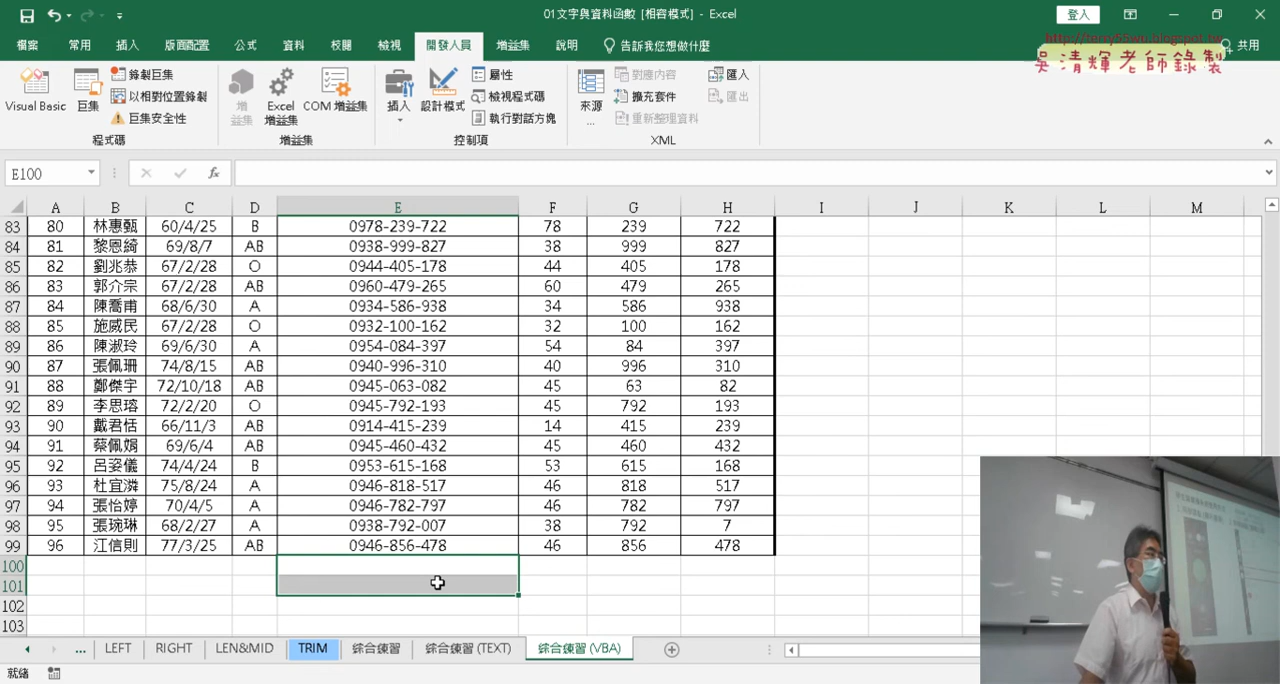 01文字與資料函數 [相容模式] - Excel
登入
http://terry55wu.blogspot.tw
吳清輝老師錄製
檔案 常用 插入 版面配置 公式 資料 校閱 檢視 開發人員 增益集 說明 告訴我您想做什麼 共用
Visual Basic 巨集 錄製巨集 以相對位置錄製 巨集安全性
程式碼
增益集 Excel 增益集 COM 增益集
增益集
插入 設計模式 屬性 檢視程式碼 執行對話方塊
控制項
來源... 對應內容 擴充套件 重新整理資料 匯入 匯出
XML
E100 fx
A B C D E F G H I J K L M
83 80 林惠甄 60/4/25 B 0978-239-722 78 239 722
84 81 黎恩綺 69/8/7 AB 0938-999-827 38 999 827
85 82 劉兆恭 67/2/28 O 0944-405-178 44 405 178
86 83 郭介宗 67/2/28 AB 0960-479-265 60 479 265
87 84 陳喬甫 68/6/30 A 0934-586-938 34 586 938
88 85 施威民 67/2/28 O 0932-100-162 32 100 162
89 86 陳淑玲 69/6/30 A 0954-084-397 54 84 397
90 87 張佩珊 74/8/15 AB 0940-996-310 40 996 310
91 88 鄭傑宇 72/10/18 AB 0945-063-082 45 63 82
92 89 李思瑢 72/2/20 O 0945-792-193 45 792 193
93 90 戴君恬 66/11/3 AB 0914-415-239 14 415 239
94 91 蔡佩娟 69/6/4 AB 0945-460-432 45 460 432
95 92 呂姿儀 74/4/24 B 0953-615-168 53 615 168
96 93 杜宜潾 75/8/24 A 0946-818-517 46 818 517
97 94 張怡婷 70/4/5 A 0946-782-797 46 782 797
98 95 張琬琳 68/2/27 A 0938-792-007 38 792 7
99 96 江信則 77/3/25 AB 0946-856-478 46 856 478
100
101
102
103
... LEFT RIGHT LEN&MID TRIM 綜合練習 綜合練習 (TEXT) 綜合練習 (VBA)
就緒